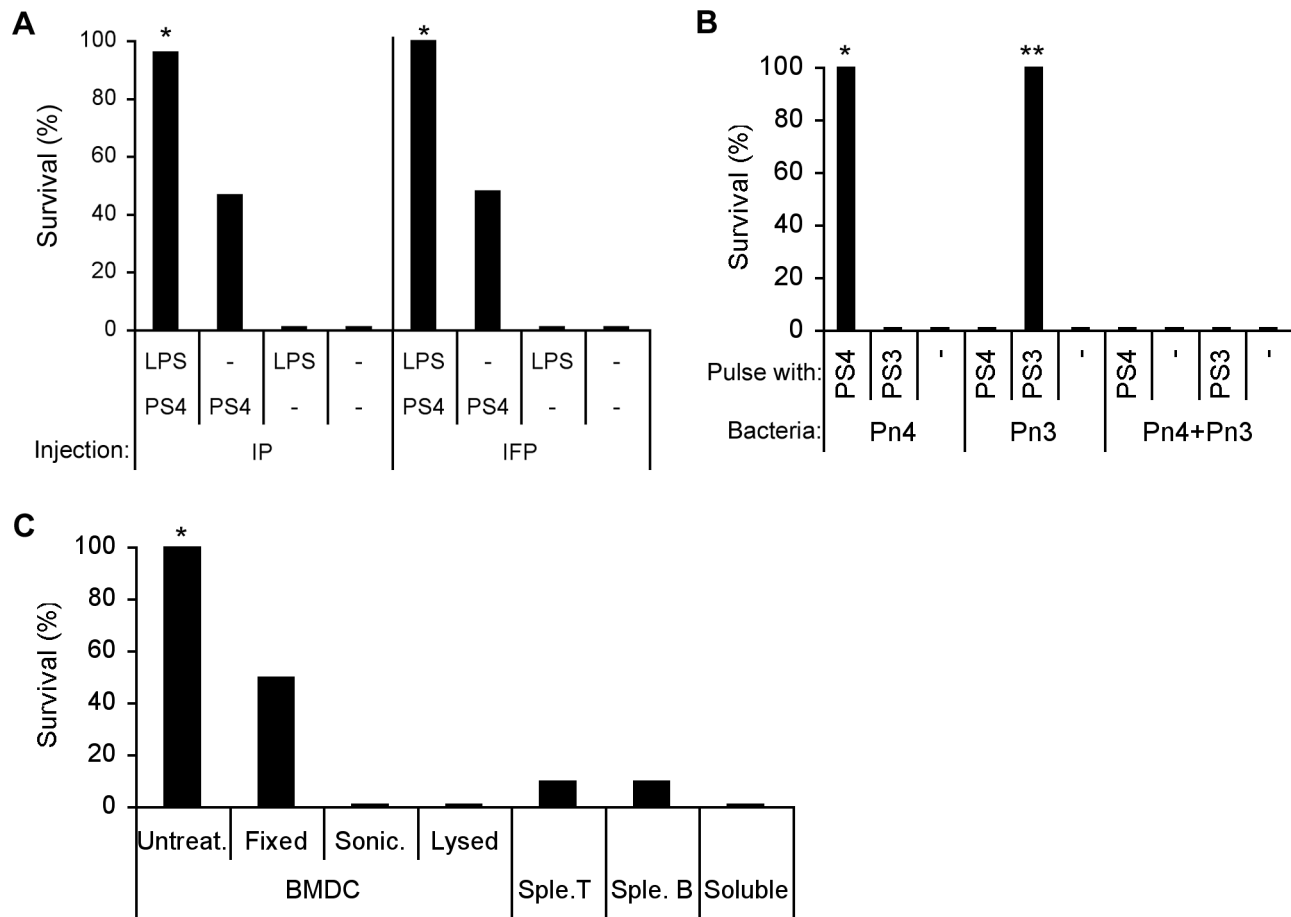 A
Survival (%)
100
80
60
40
20
0
* *
LPS - LPS - LPS - LPS -
PS4 PS4 - - PS4 PS4 - -
Injection: IP IFP
B
Survival (%)
100
80
60
40
20
0
* **
Pulse with: PS4 PS3 - PS4 PS3 - PS4 - PS3 -
Bacteria: Pn4 Pn3 Pn4+Pn3
C
Survival (%)
100
80
60
40
20
0
*
Untreat. Fixed Sonic. Lysed
BMDC Sple.T Sple. B Soluble